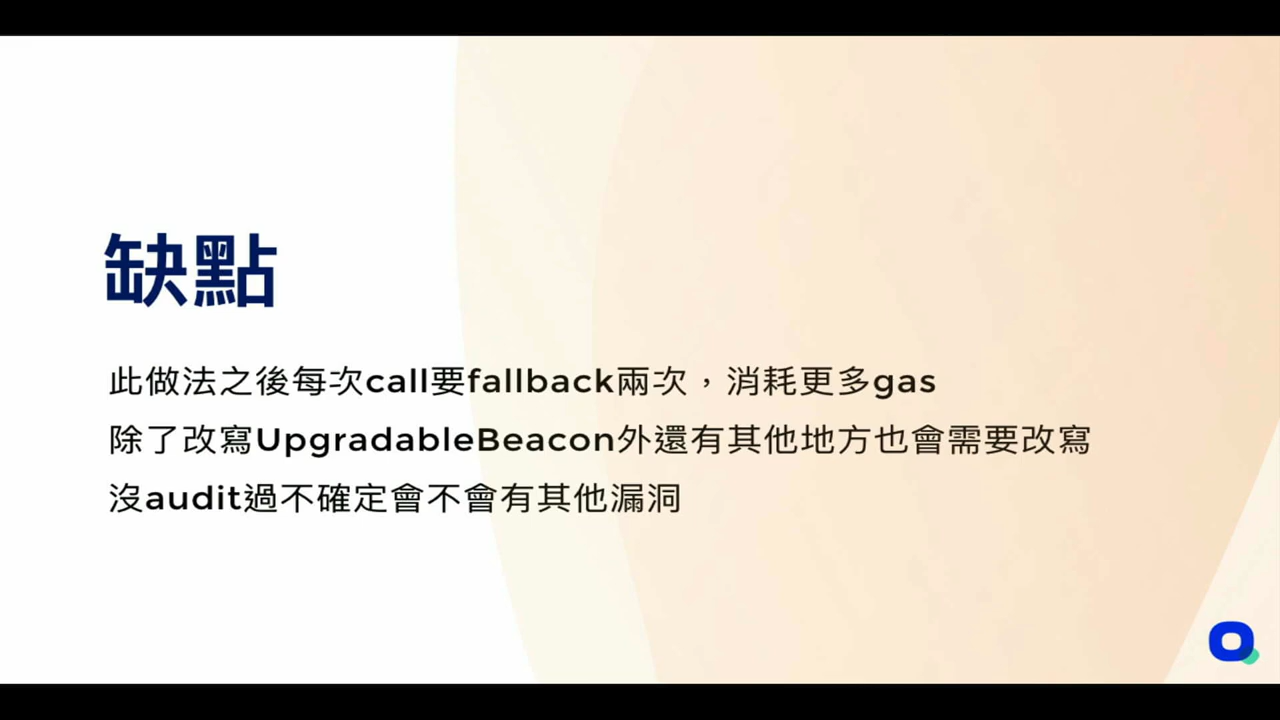 缺點
此做法之後每次call要fallback兩次，消耗更多gas
除了改寫UpgradableBeacon外還有其他地方也會需要改寫
沒audit過不確定會不會有其他漏洞